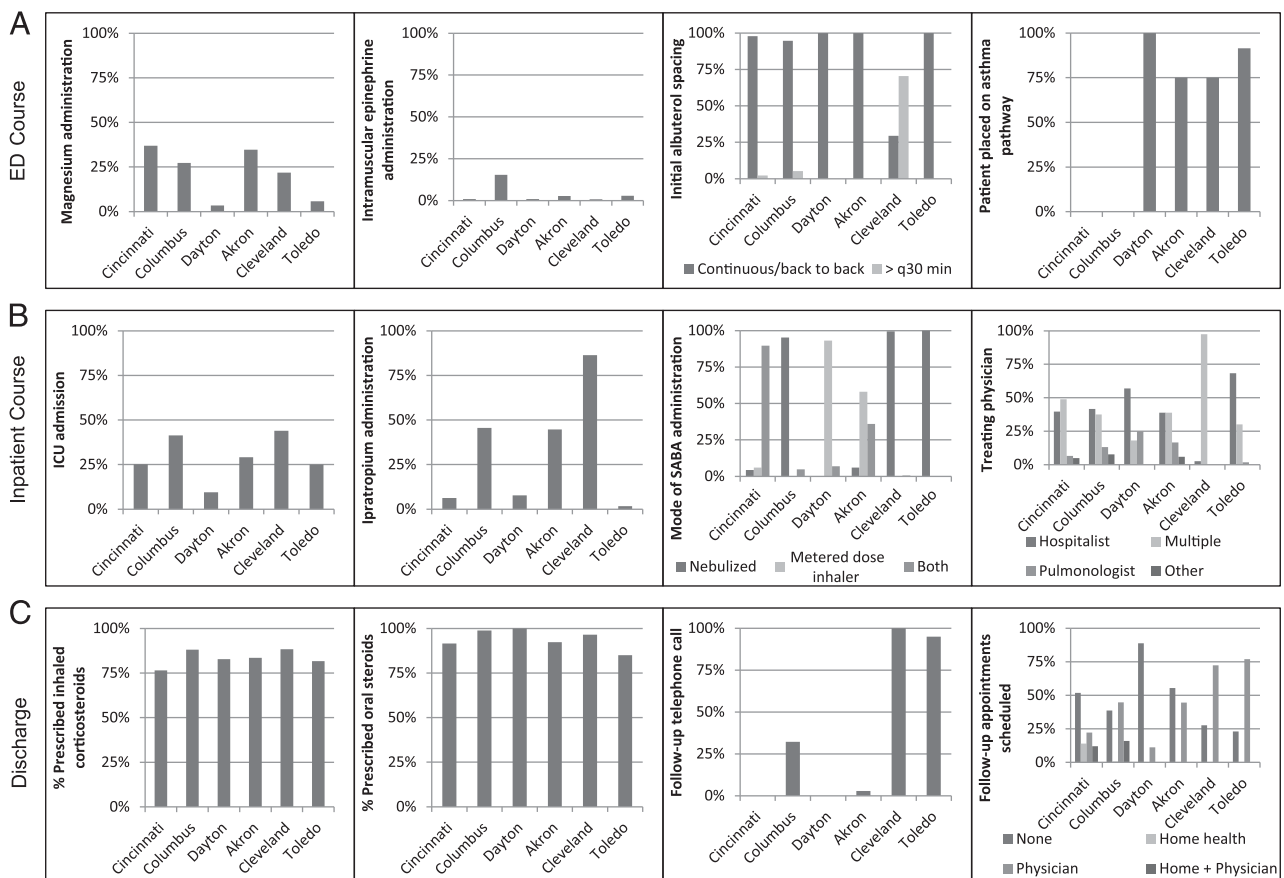 A
ED Course
Magnesium administration
100%
75%
50%
25%
0%
Cincinnati
Columbus
Dayton
Akron
Cleveland
Toledo
Intramuscular epinephrine
administration
100%
75%
50%
25%
0%
Cincinnati
Columbus
Dayton
Akron
Cleveland
Toledo
Initial albuterol spacing
100%
75%
50%
25%
0%
Cincinnati
Columbus
Dayton
Akron
Cleveland
Toledo
Continuous/back to back
> q30 min
Patient placed on asthma
pathway
100%
75%
50%
25%
0%
Cincinnati
Columbus
Dayton
Akron
Cleveland
Toledo
B
Inpatient Course
ICU admission
100%
75%
50%
25%
0%
Cincinnati
Columbus
Dayton
Akron
Cleveland
Toledo
Ipratropium administration
100%
75%
50%
25%
0%
Cincinnati
Columbus
Dayton
Akron
Cleveland
Toledo
Mode of SABA administration
100%
75%
50%
25%
0%
Cincinnati
Columbus
Dayton
Akron
Cleveland
Toledo
Nebulized
Metered dose
inhaler
Both
Treating physician
100%
75%
50%
25%
0%
Cincinnati
Columbus
Dayton
Akron
Cleveland
Toledo
Hospitalist
Multiple
Pulmonologist
Other
C
Discharge
% Prescribed inhaled
corticosteroids
100%
75%
50%
25%
0%
Cincinnati
Columbus
Dayton
Akron
Cleveland
Toledo
% Prescribed oral steroids
100%
75%
50%
25%
0%
Cincinnati
Columbus
Dayton
Akron
Cleveland
Toledo
Follow-up telephone call
100%
75%
50%
25%
0%
Cincinnati
Columbus
Dayton
Akron
Cleveland
Toledo
Follow-up appointments
scheduled
100%
75%
50%
25%
0%
Cincinnati
Columbus
Dayton
Akron
Cleveland
Toledo
None
Home health
Physician
Home + Physician